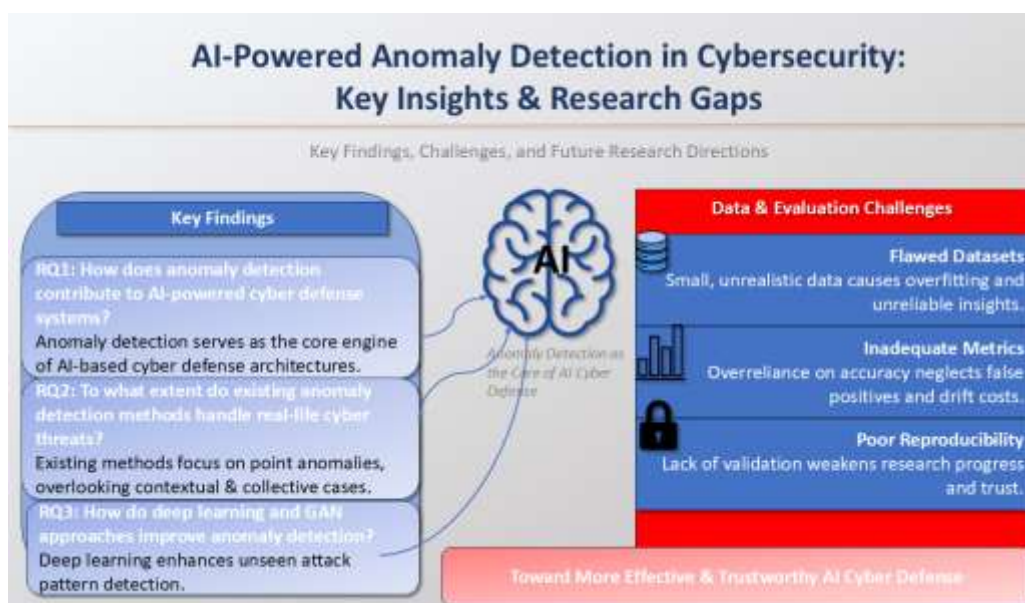 AI-Powered Anomaly Detection in Cybersecurity:
Key Insights & Research Gaps
Key Findings, Challenges, and Future Research Directions
Key Findings
RQ1: How does anomaly detection
contribute to AI-powered cyber defense
systems?
Anomaly detection serves as the core engine
of AI-based cyber defense architectures.
RQ2: To what extent do existing anomaly
detection methods handle real-life cyber
threats?
Existing methods focus on point anomalies,
overlooking contextual & collective cases.
RQ3: How do deep learning and GAN
approaches improve anomaly detection?
Deep learning enhances unseen attack
pattern detection.
AI
Anomaly Detection as
the Core of AI Cyber
Defense
Data & Evaluation Challenges
Flawed Datasets
Small, unrealistic data causes overfitting and
unreliable insights.
Inadequate Metrics
Overreliance on accuracy neglects false
positives and drift costs.
Poor Reproducibility
Lack of validation weakens research progress
and trust.
Toward More Effective & Trustworthy AI Cyber Defense